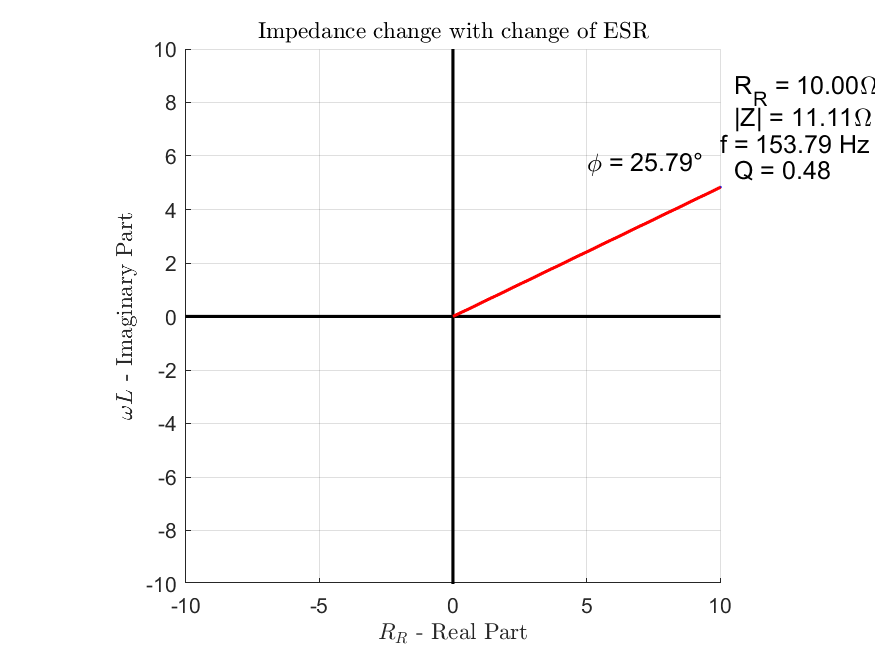 Impedance change with change of ESR
10
8
6
4
2
0
-2
-4
-6
-8
-10
ωL - Imaginary Part
R_R = 10.00Ω
|Z| = 11.11Ω
f = 153.79 Hz
Q = 0.48
ϕ = 25.79°
-10 -5 0 5 10
R_R - Real Part